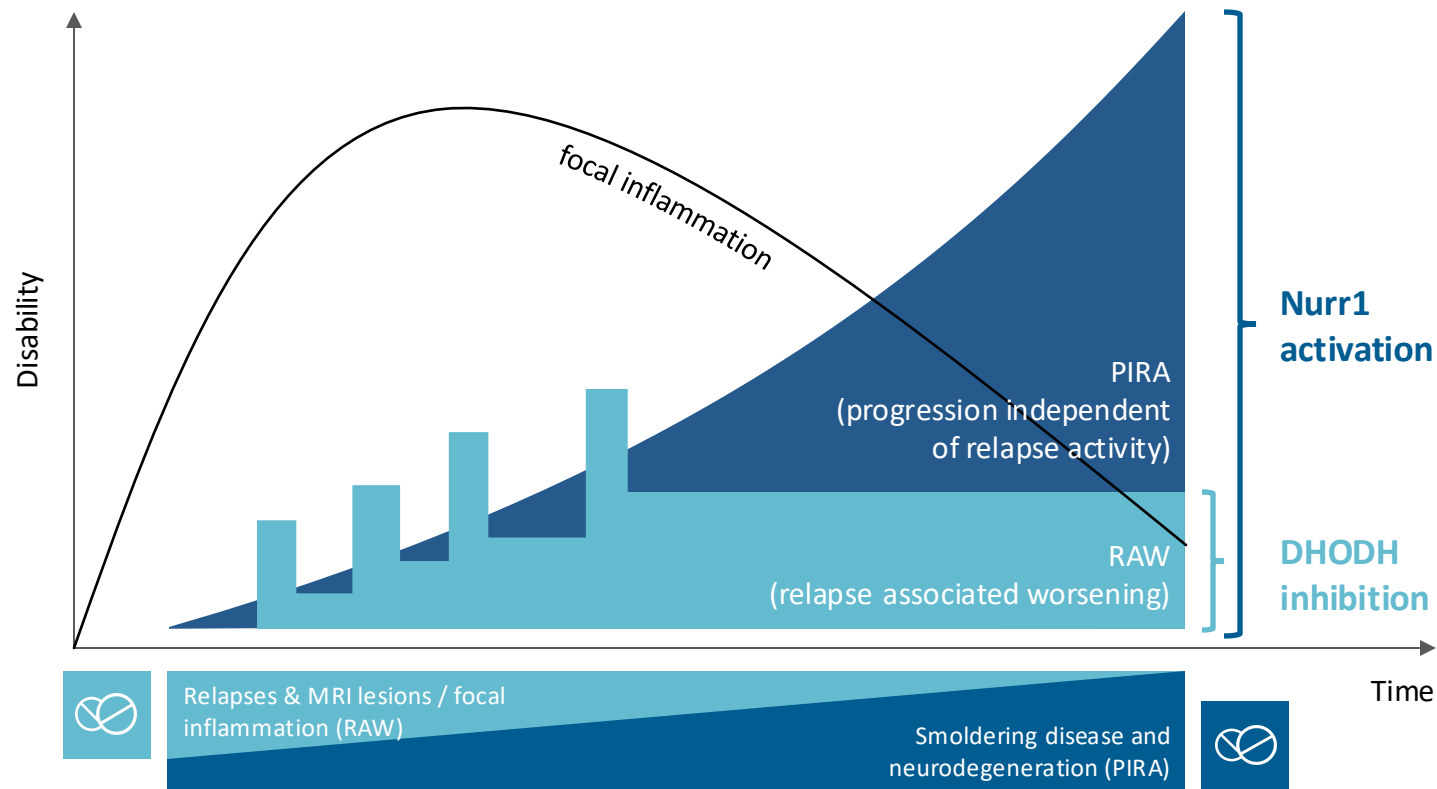 Disability
focal inflammation
PIRA
(progression independent
of relapse activity)
RAW
(relapse associated worsening)
Nurr1
activation
DHODH
inhibition
Time
Relapses & MRI lesions / focal
inflammation (RAW)
Smoldering disease and
neurodegeneration (PIRA)